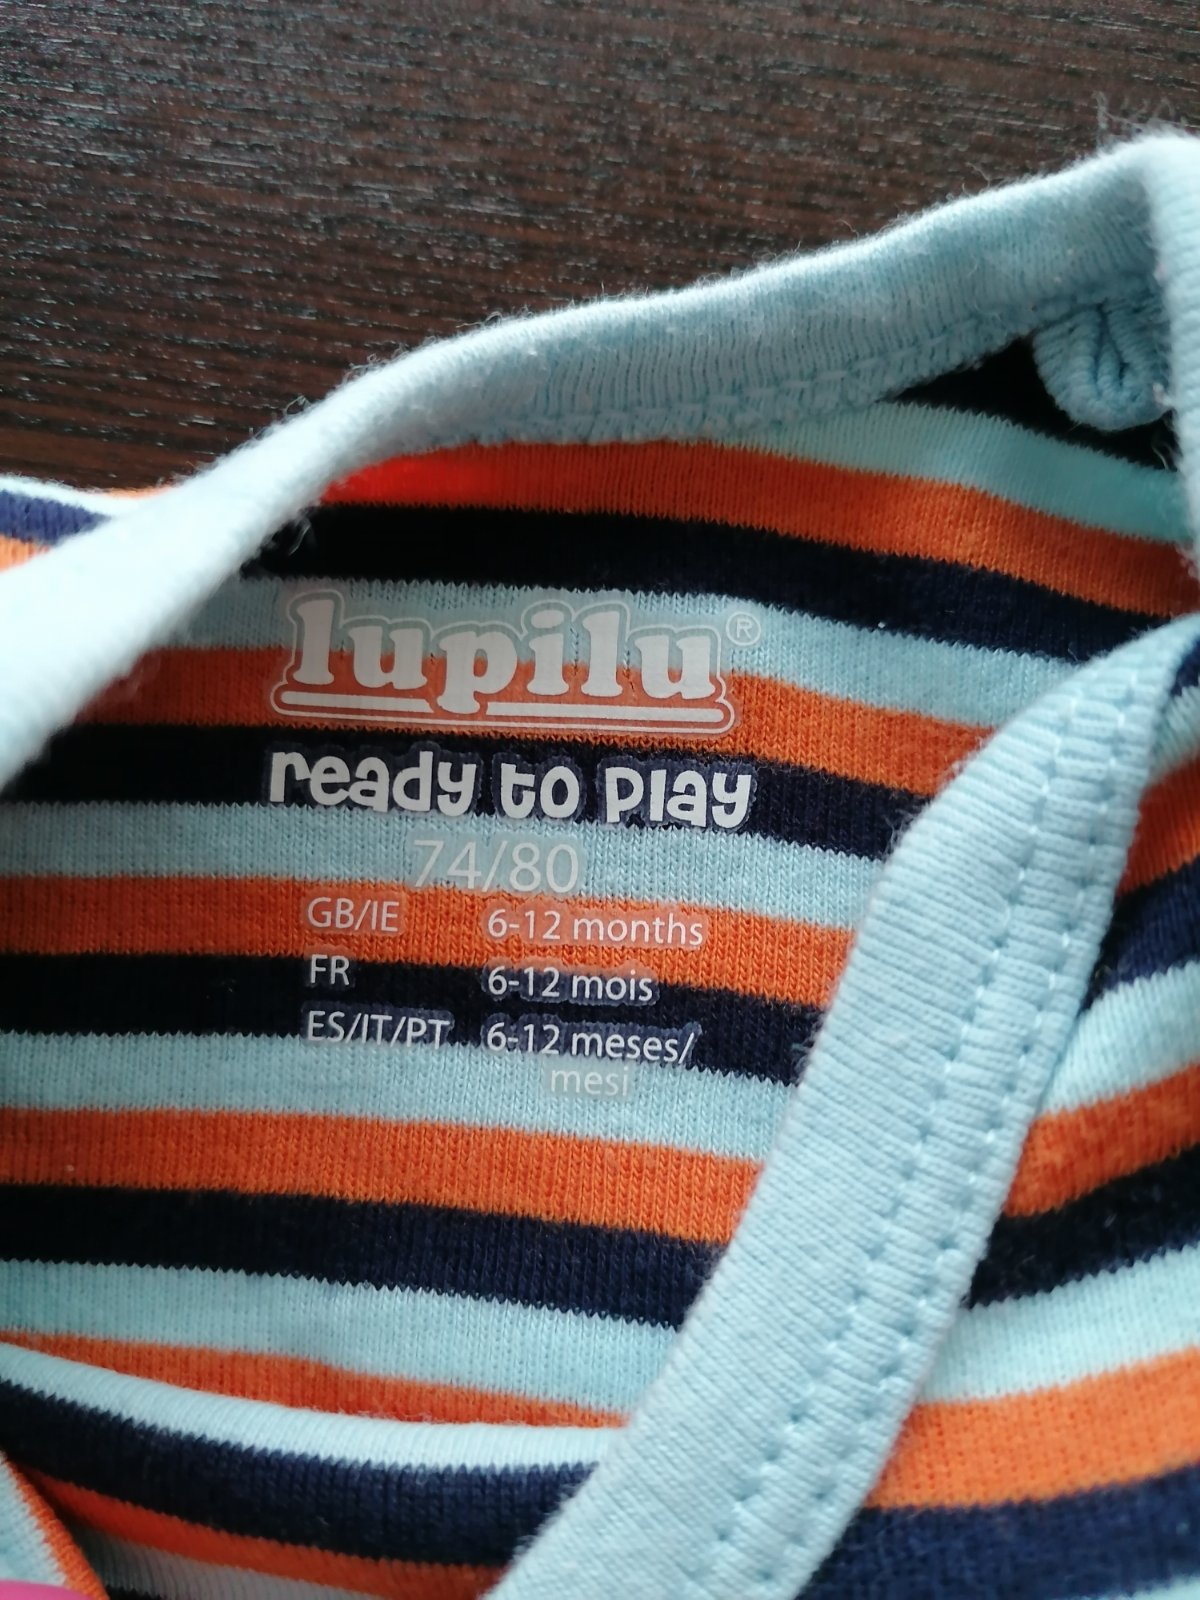 lupilu®
ready to play
74/80
GB/IE 6-12 months
FR 6-12 mois
ES/IT/PT 6-12 meses/
mesi